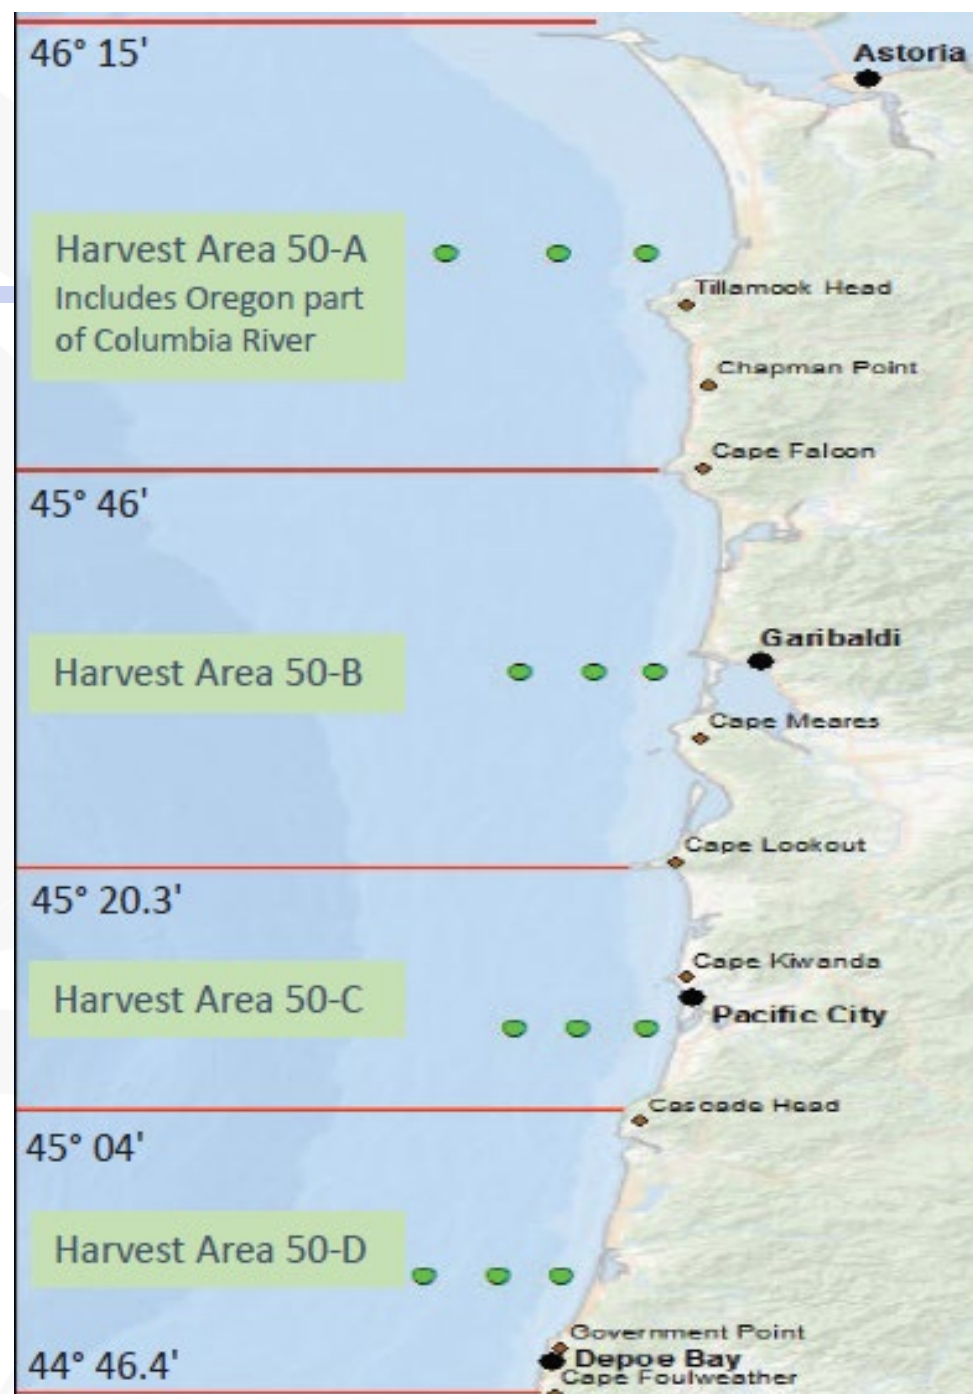 46° 15'
Astoria
Harvest Area 50-A
Includes Oregon part
of Columbia River
Tillamook Head
Chapman Point
Cape Falcon
45° 46'
Garibaldi
Harvest Area 50-B
Cape Meares
Cape Lookout
45° 20.3'
Cape Kiwanda
Harvest Area 50-C
Pacific City
Cascade Head
45° 04'
Harvest Area 50-D
Government Point
44° 46.4'
Depoe Bay
Cape Foulweather